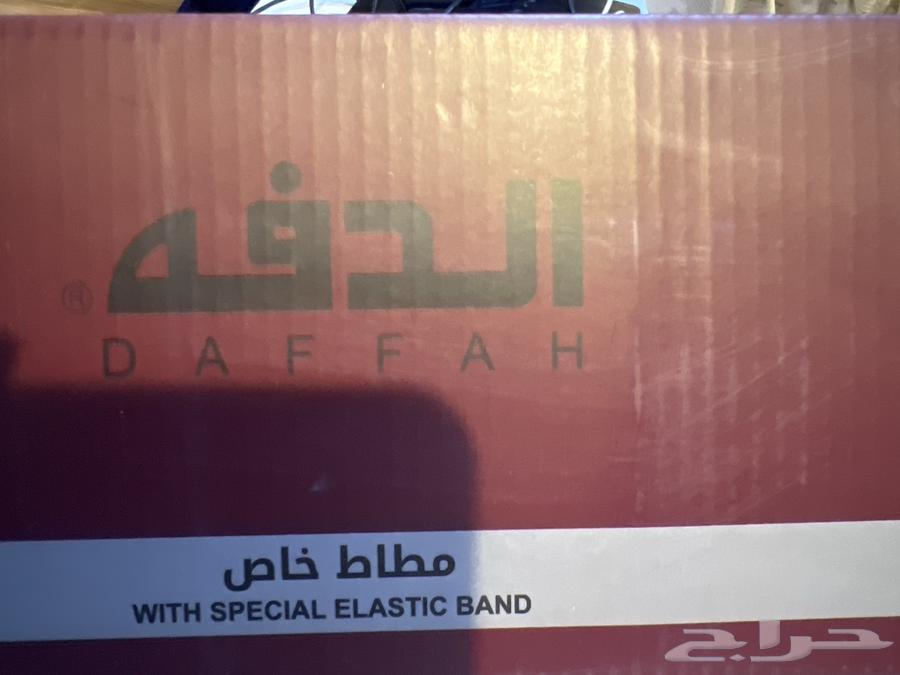 الدفه
®
DAFFAH
مطاط خاص
WITH SPECIAL ELASTIC BAND
حراج